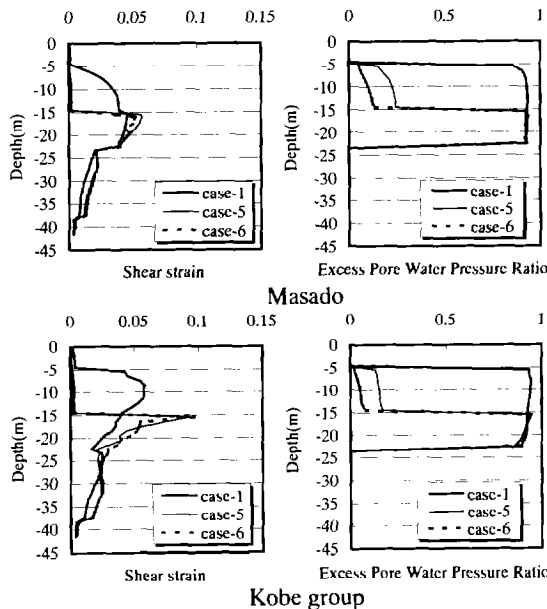 0 0.05 0.1 0.15 0 1
0 0
-5 -5
-10 -10
-15 -15
-20 -20
-25 -25
-30 -30
-35 -35
-40 -40
-45 -45
Depth(m) Depth(m)
case-1 case-1
case-5 case-5
case-6 case-6
Shear strain Excess Pore Water Pressure Ratio
Masado
0 0.05 0.1 0.15 0 1
0 0
-5 -5
-10 -10
-15 -15
-20 -20
-25 -25
-30 -30
-35 -35
-40 -40
-45 -45
Depth(m) Depth(m)
case-1 case-1
case-5 case-5
case-6 case-6
Shear strain Excess Pore Water Pressure Ratio
Kobe group